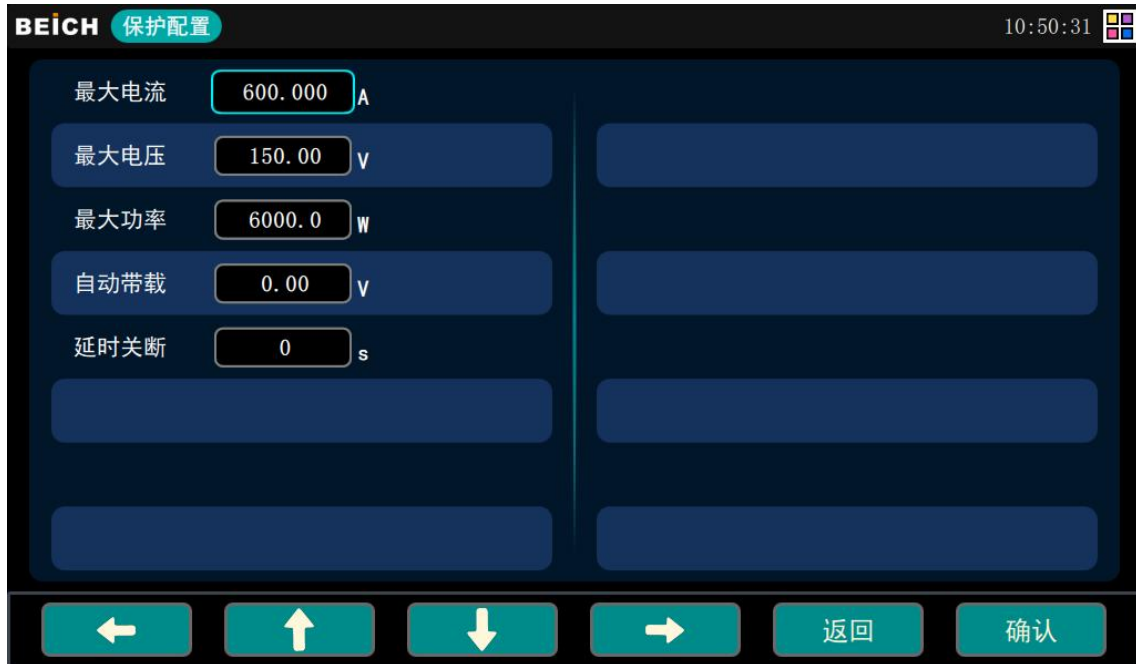 BEICH 保护配置 10:50:31
最大电流 600.000 A
最大电压 150.00 V
最大功率 6000.0 W
自动带载 0.00 V
延时关断 0 s
返回 确认